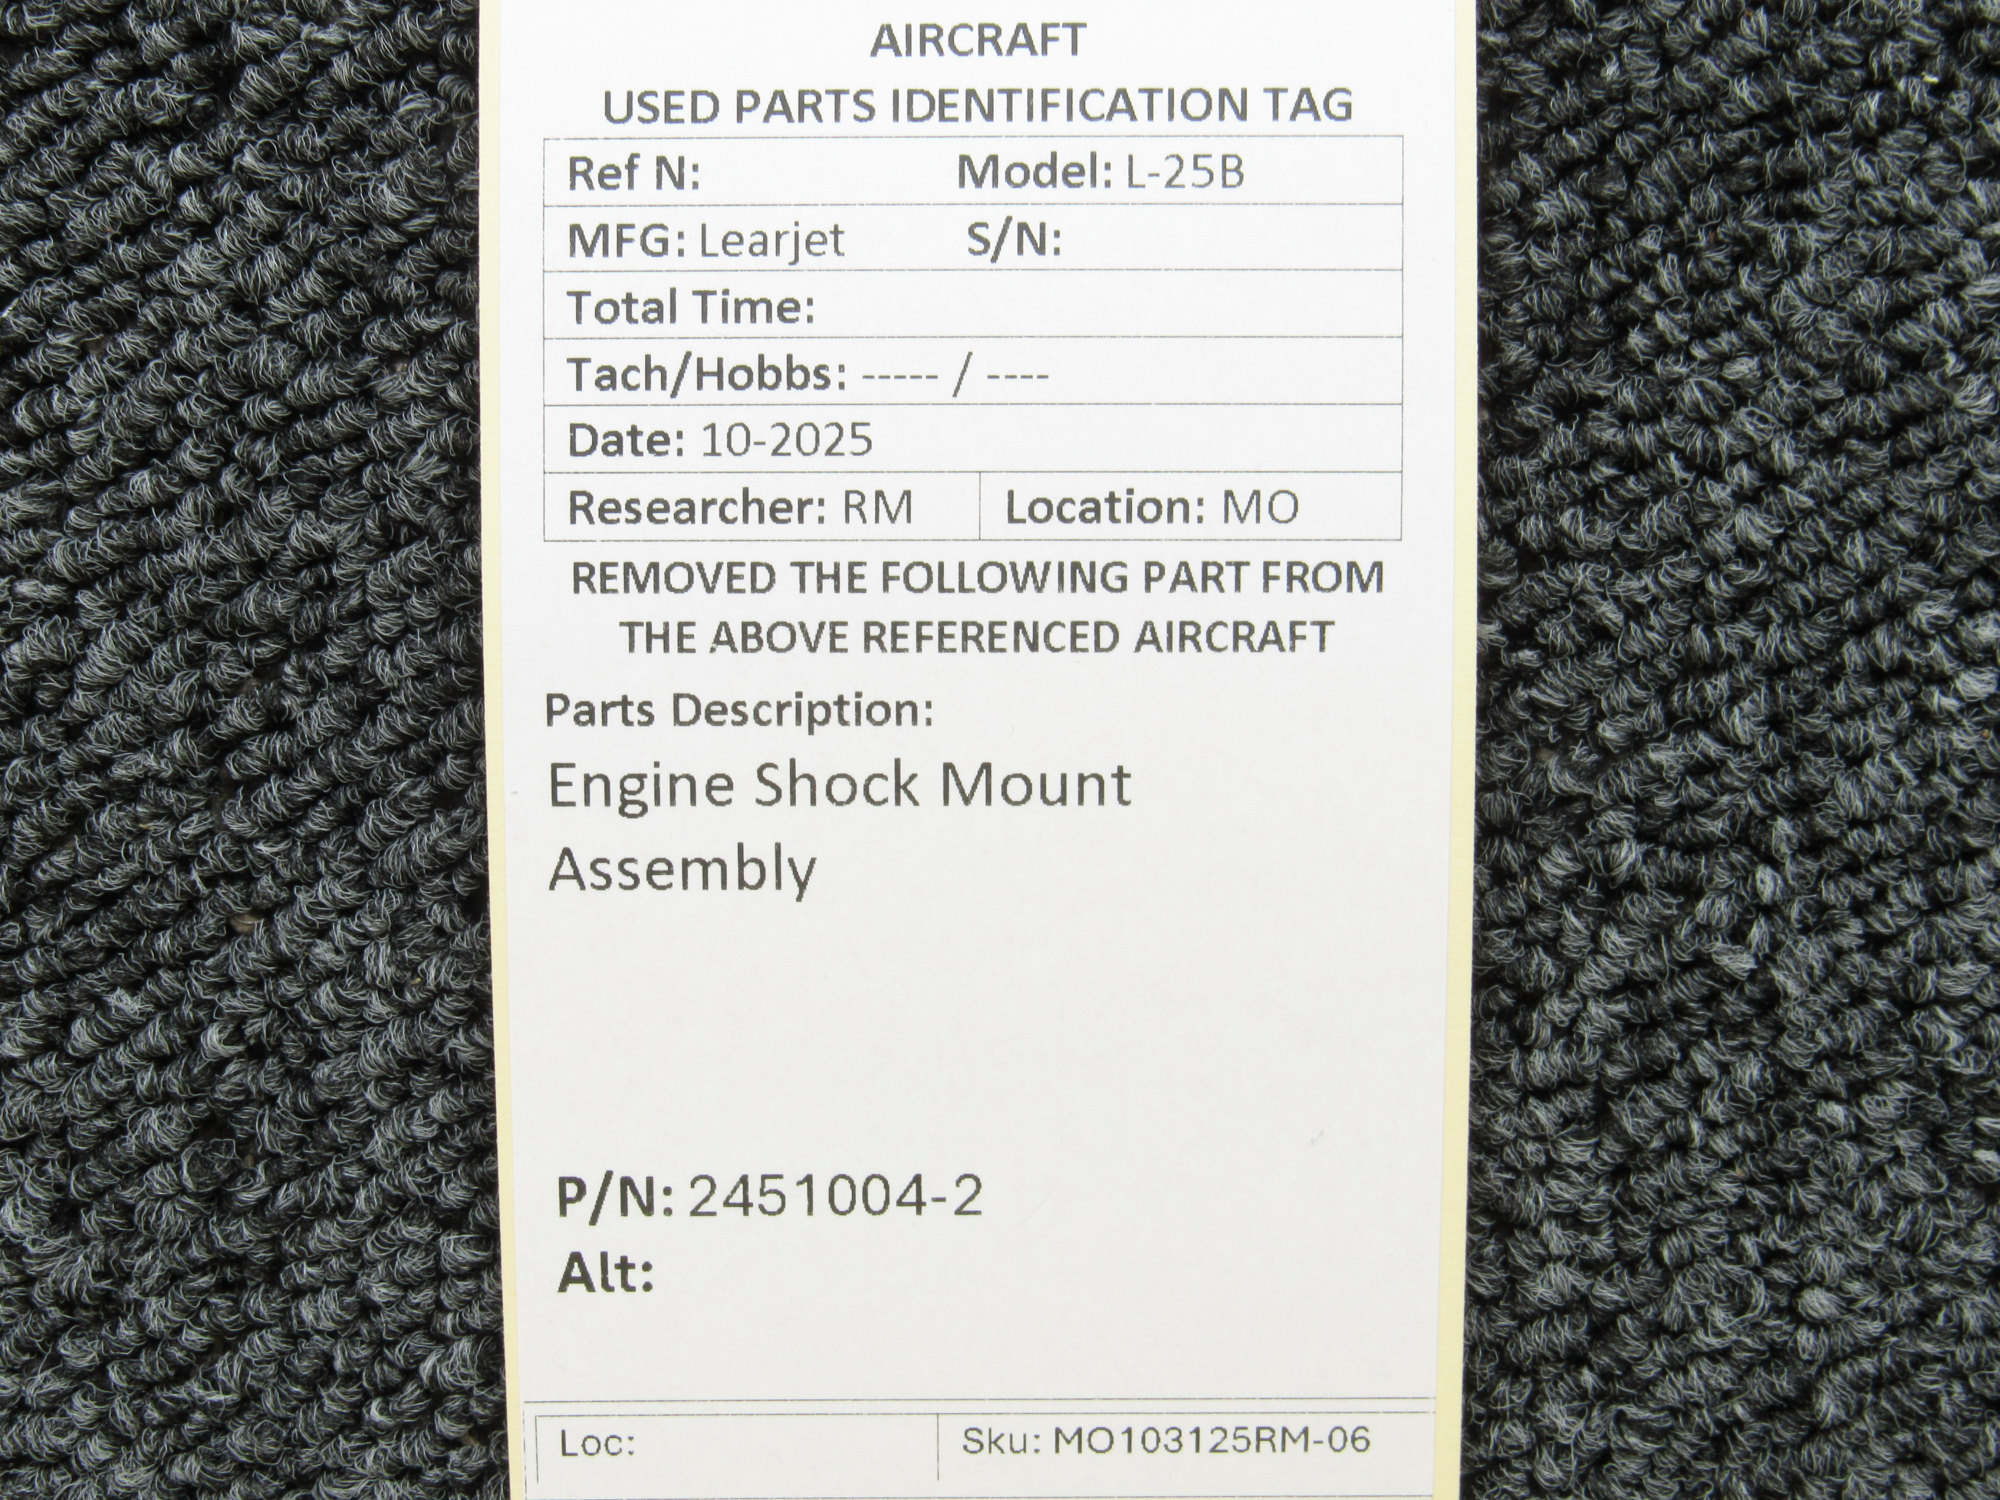 AIRCRAFT
USED PARTS IDENTIFICATION TAG
Ref N: Model: L-25B
MFG: Learjet S/N:
Total Time:
Tach/Hobbs: ----- / ----
Date: 10-2025
Researcher: RM Location: MO
REMOVED THE FOLLOWING PART FROM
THE ABOVE REFERENCED AIRCRAFT
Parts Description:
Engine Shock Mount
Assembly
P/N: 2451004-2
Alt:
Loc: Sku: MO103125RM-06